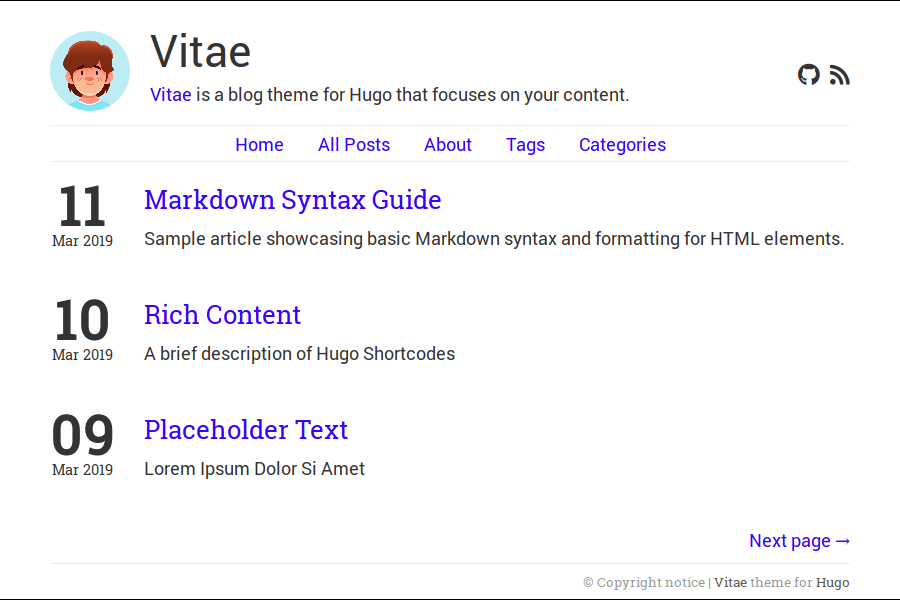 Vitae
Vitae is a blog theme for Hugo that focuses on your content.
Home All Posts About Tags Categories
11
Mar 2019
Markdown Syntax Guide
Sample article showcasing basic Markdown syntax and formatting for HTML elements.
10
Mar 2019
Rich Content
A brief description of Hugo Shortcodes
09
Mar 2019
Placeholder Text
Lorem Ipsum Dolor Si Amet
Next page →
© Copyright notice | Vitae theme for Hugo